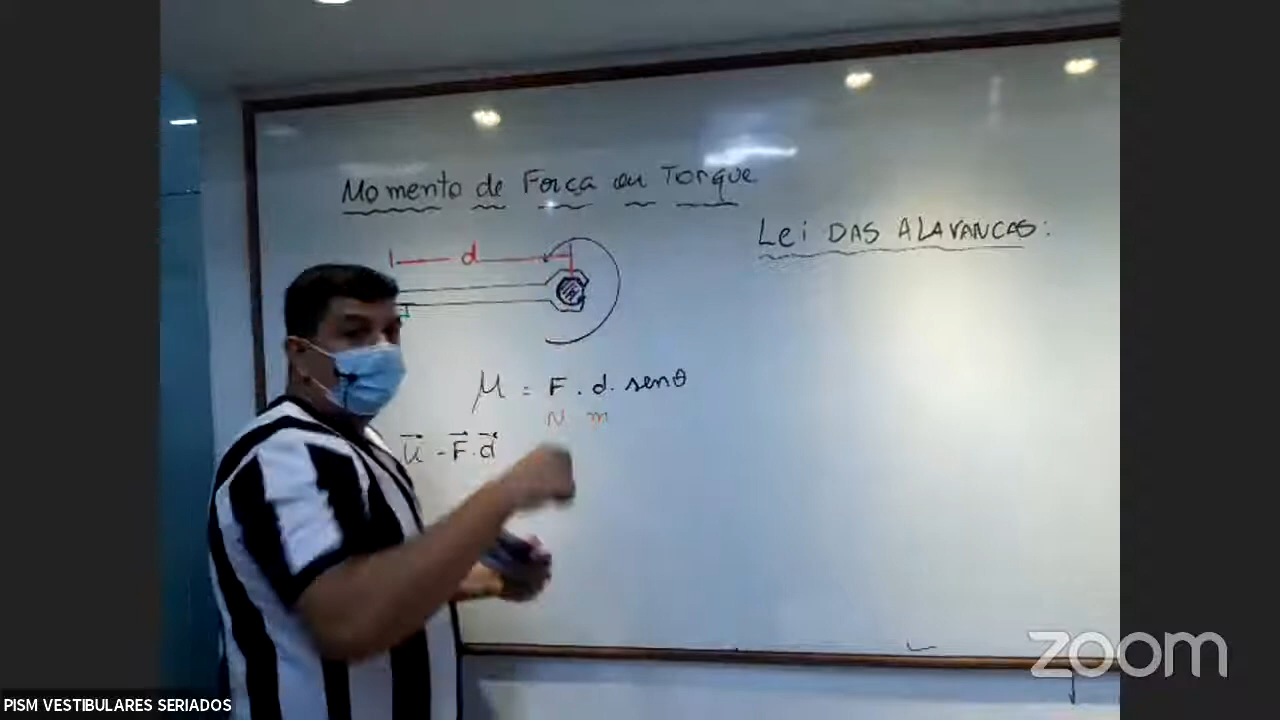 Momento de Força ou Torque
Lei DAS ALAVANCAS:
d
M = F . d. senθ
N m
F . d
zoom
PISM VESTIBULARES SERIADOS